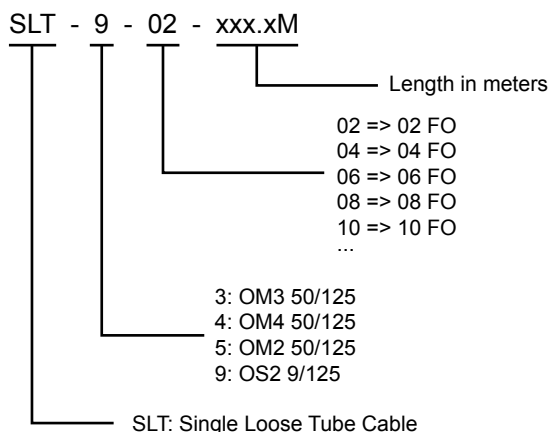 SLT - 9 - 02 - xxx.xM
Length in meters
02 => 02 FO
04 => 04 FO
06 => 06 FO
08 => 08 FO
10 => 10 FO
...
3: OM3 50/125
4: OM4 50/125
5: OM2 50/125
9: OS2 9/125
SLT: Single Loose Tube Cable